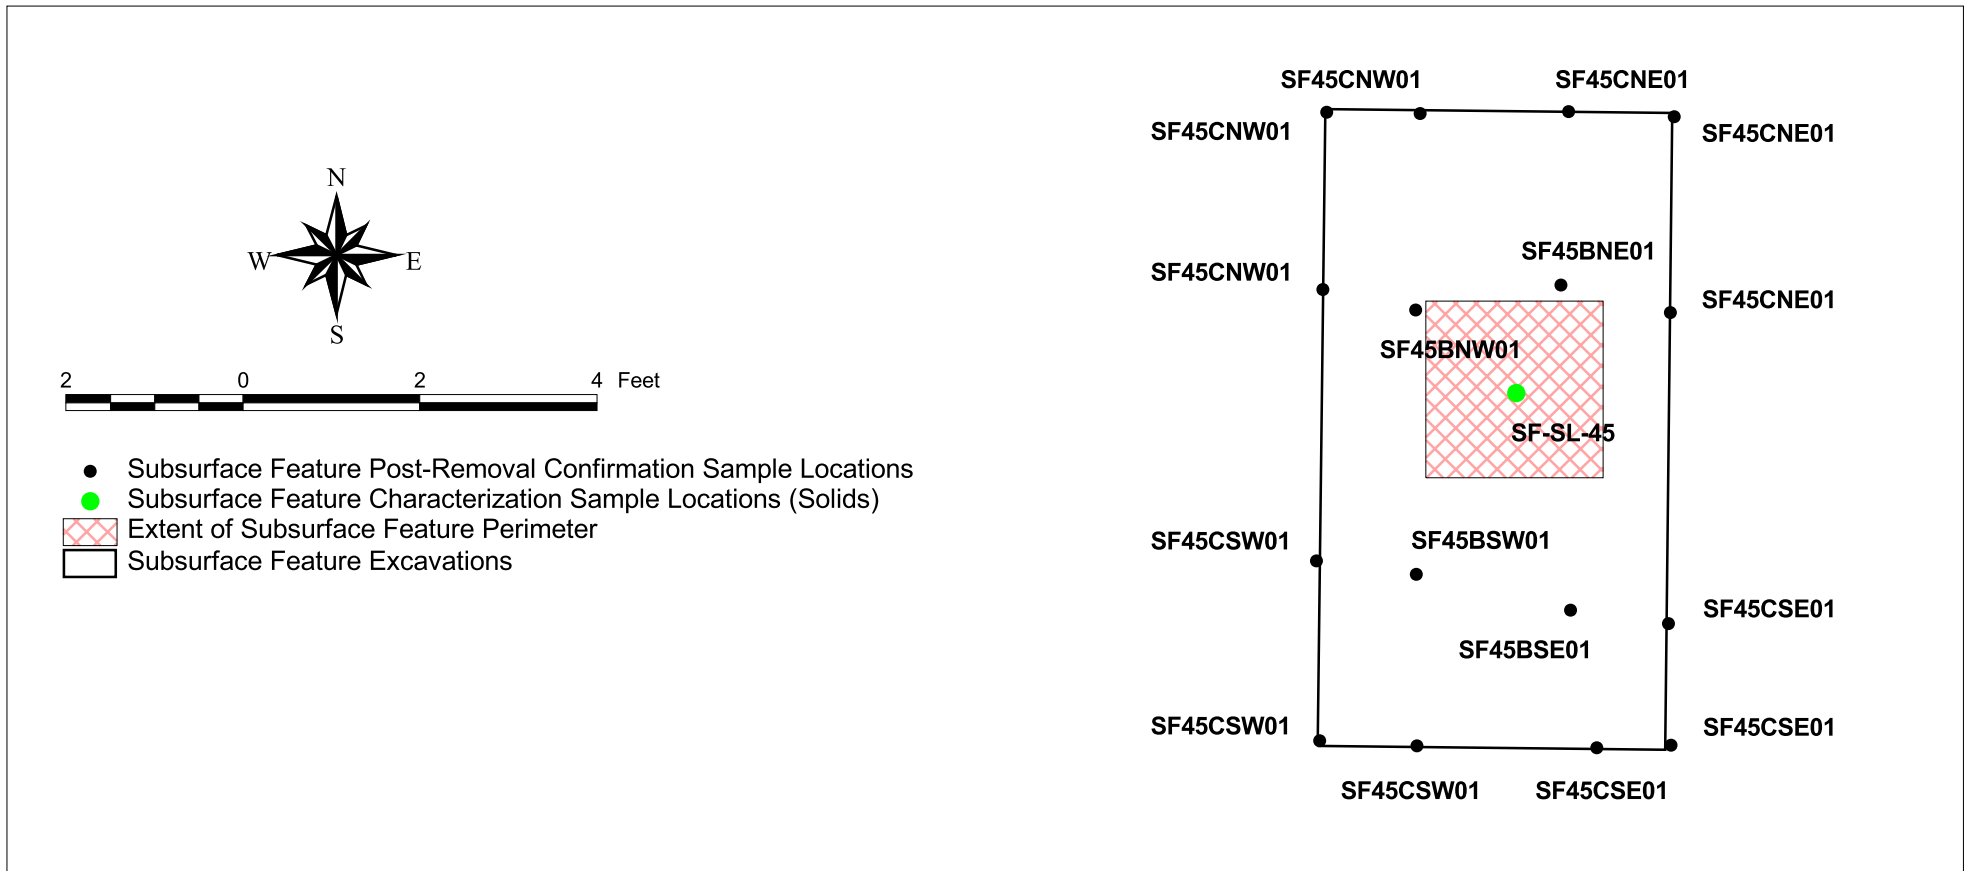 SF45CNW01
SF45CNE01
SF45CNW01
SF45CNE01
N
W
E
S
SF45BNE01
SF45CNW01
SF45CNE01
SF45BNW01
2 0 2 4 Feet
SF-SL-45
Subsurface Feature Post-Removal Confirmation Sample Locations
Subsurface Feature Characterization Sample Locations (Solids)
Extent of Subsurface Feature Perimeter
Subsurface Feature Excavations
SF45CSW01
SF45BSW01
SF45CSE01
SF45BSE01
SF45CSW01
SF45CSE01
SF45CSW01
SF45CSE01